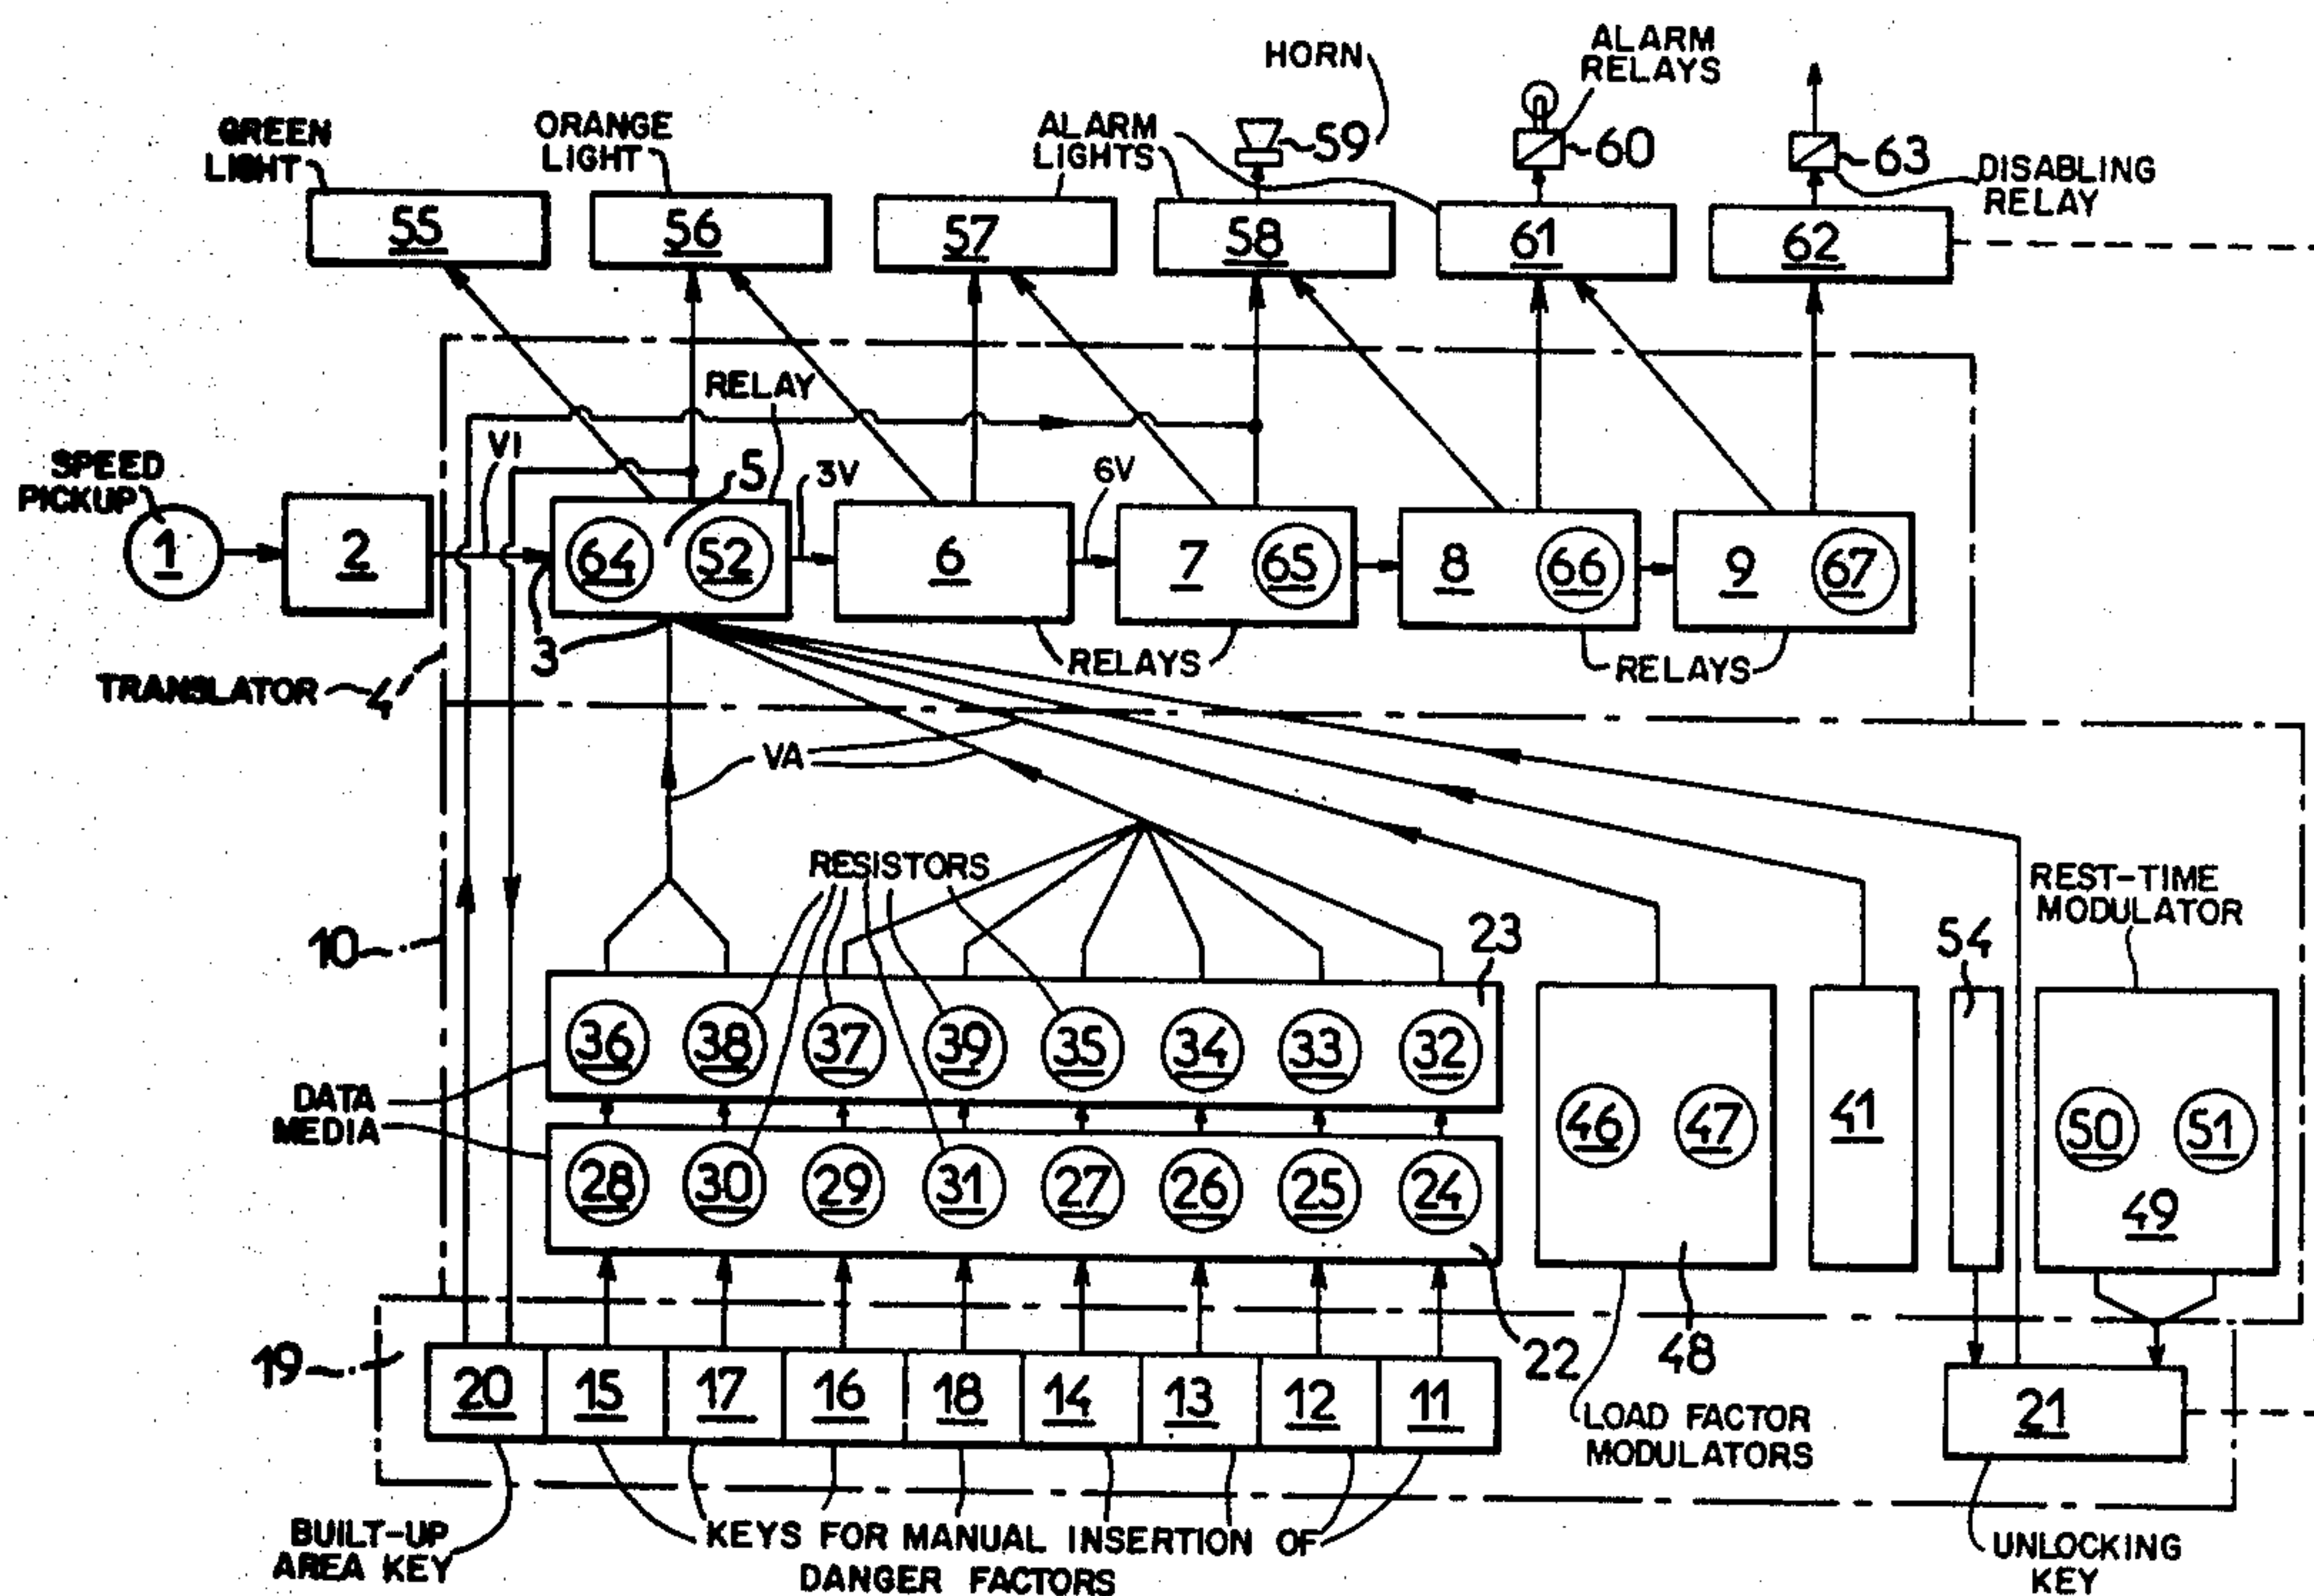 HORN
ALARM
RELAYS
GREEN
LIGHT
ORANGE
LIGHT
ALARM
LIGHTS
59
60
63
DISABLING
RELAY
55
56
57
58
61
62
RELAY
SPEED
PICKUP
V1
5
3V
6V
1
2
64
52
6
7
65
8
66
9
67
3
RELAYS
RELAYS
TRANSLATOR
4
VA
RESISTORS
REST-TIME
MODULATOR
10
23
54
36
38
37
39
35
34
33
32
DATA
MEDIA
46
47
41
50
51
49
28
30
29
31
27
26
25
24
19
22
48
20
15
17
16
18
14
13
12
11
21
LOAD FACTOR
MODULATORS
BUILT-UP
AREA KEY
KEYS FOR MANUAL INSERTION OF
DANGER FACTORS
UNLOCKING
KEY